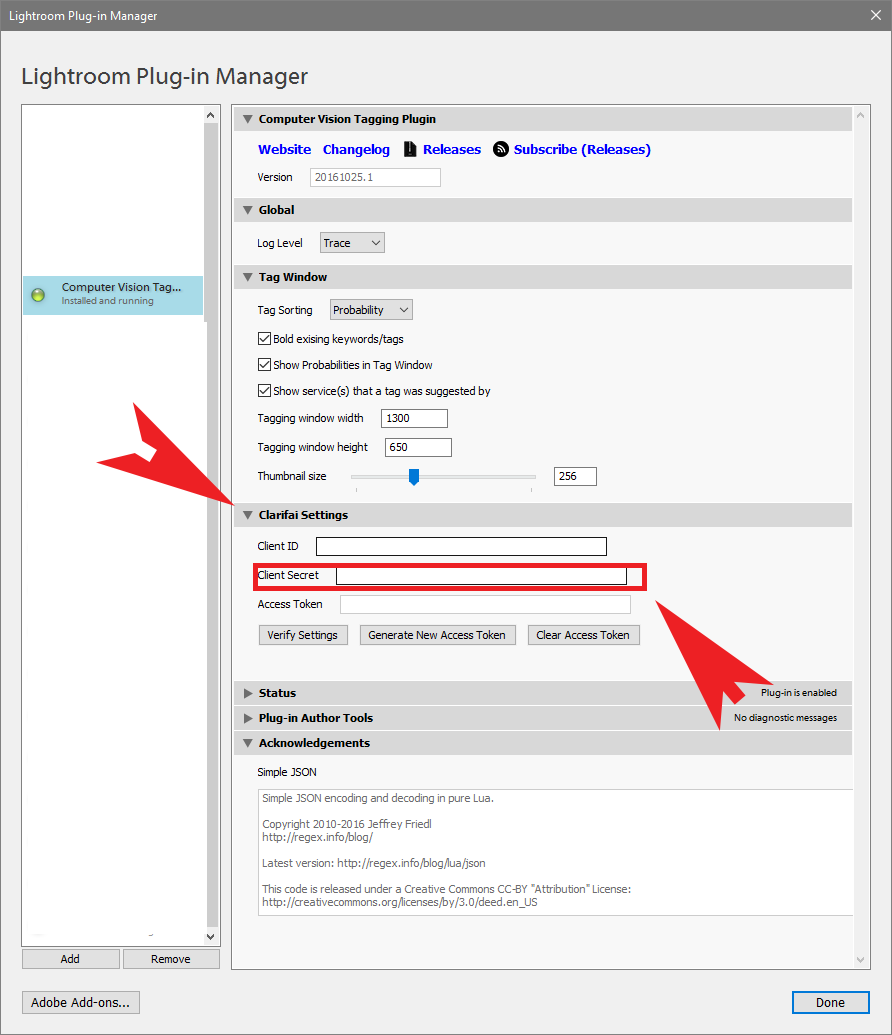 Lightroom Plug-in Manager
Lightroom Plug-in Manager
Computer Vision Tag...
Installed and running
Add Remove
Adobe Add-ons...
Computer Vision Tagging Plugin
Website Changelog Releases Subscribe (Releases)
Version 20161025.1
Global
Log Level Trace
Tag Window
Tag Sorting Probability
Bold exising keywords/tags
Show Probabilities in Tag Window
Show service(s) that a tag was suggested by
Tagging window width 1300
Tagging window height 650
Thumbnail size 256
Clarifai Settings
Client ID
Client Secret
Access Token
Verify Settings Generate New Access Token Clear Access Token
Status Plug-in is enabled
Plug-in Author Tools No diagnostic messages
Acknowledgements
Simple JSON
Simple JSON encoding and decoding in pure Lua.
Copyright 2010-2016 Jeffrey Friedl
http://regex.info/blog/
Latest version: http://regex.info/blog/lua/json
This code is released under a Creative Commons CC-BY "Attribution" License:
http://creativecommons.org/licenses/by/3.0/deed.en_US
Done